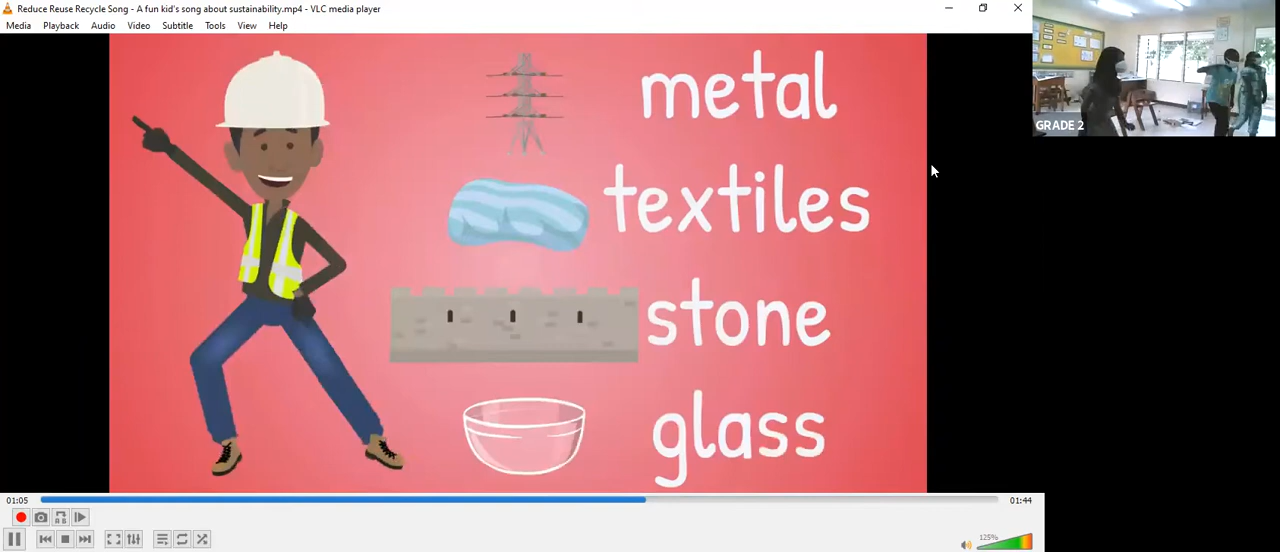 Reduce Reuse Recycle Song - A fun kid's song about sustainability.mp4 - VLC media player
Media Playback Audio Video Subtitle Tools View Help
metal
textiles
stone
glass
GRADE 2
01:05
01:44
125%